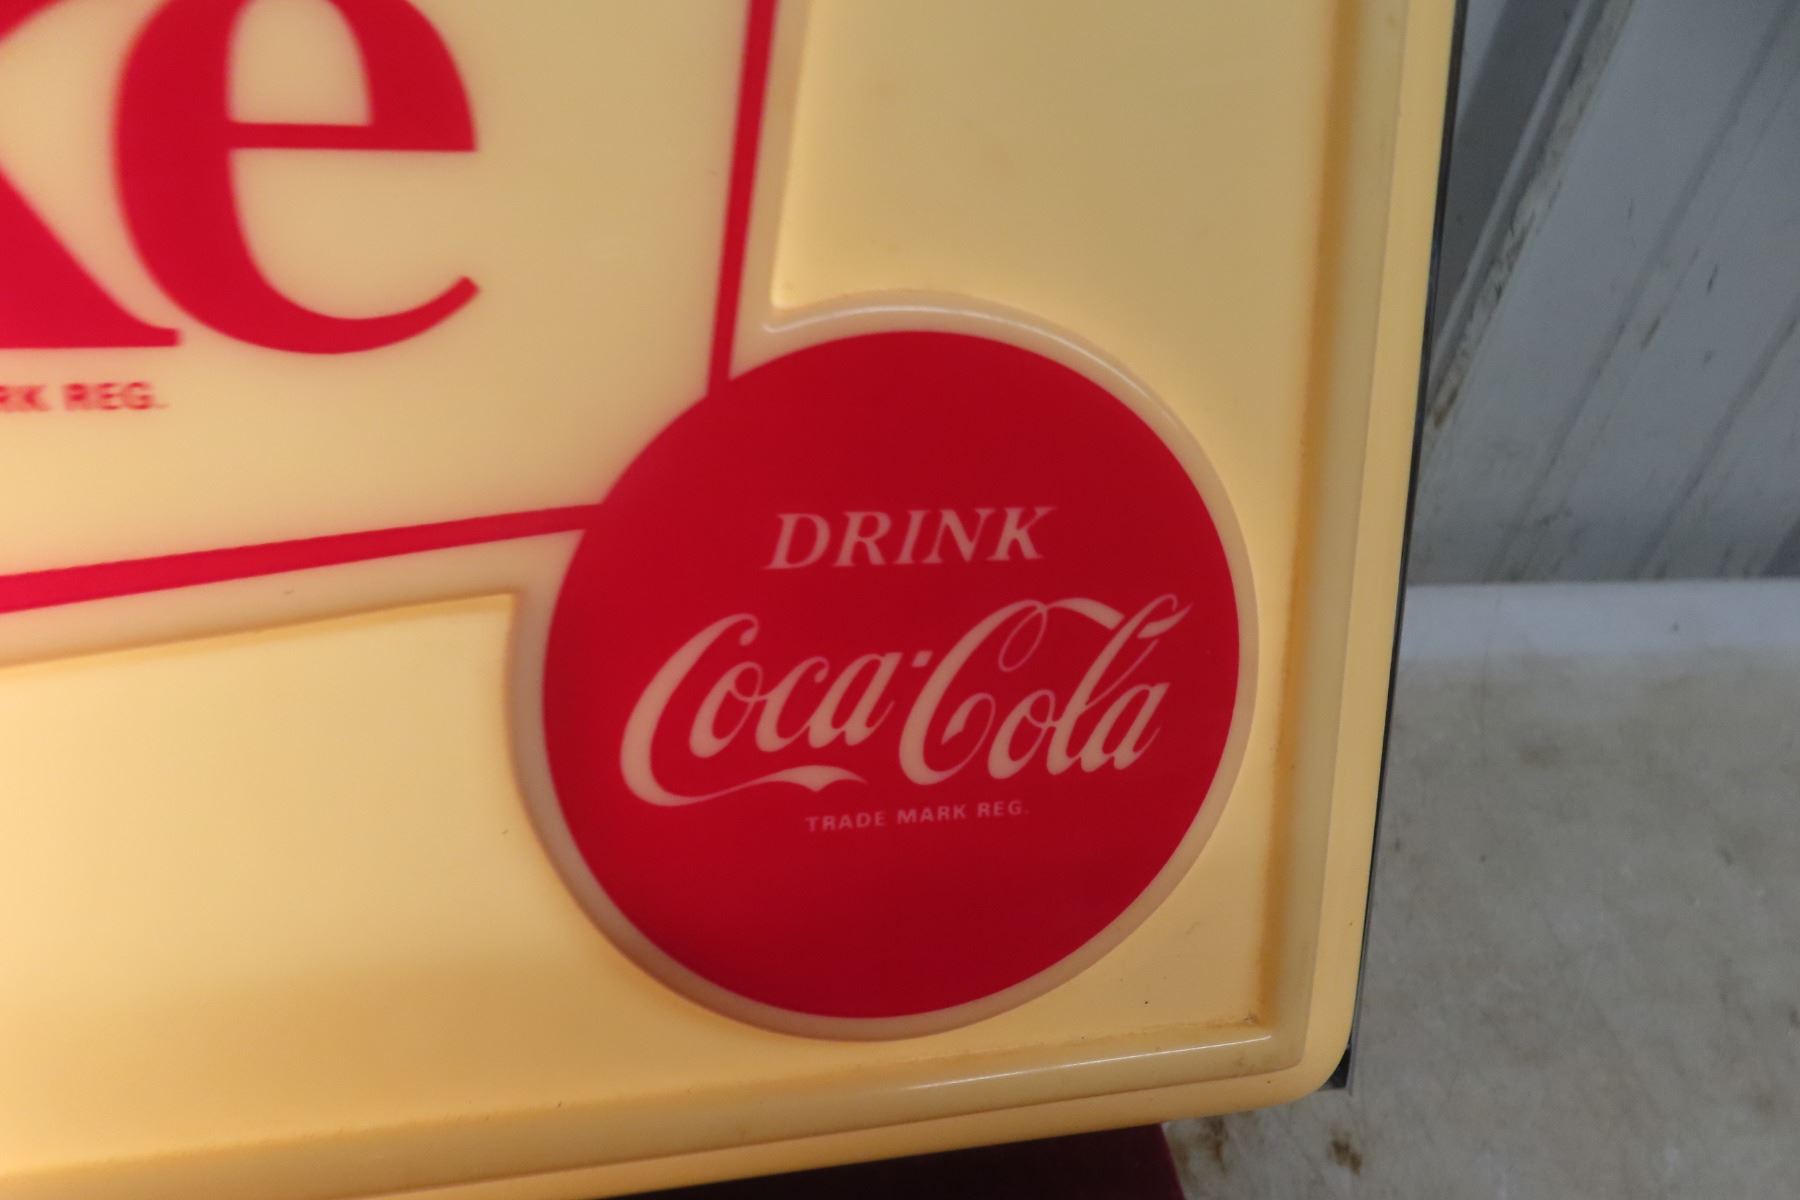 ke
RK REG.
DRINK
Coca-Cola
TRADE MARK REG.